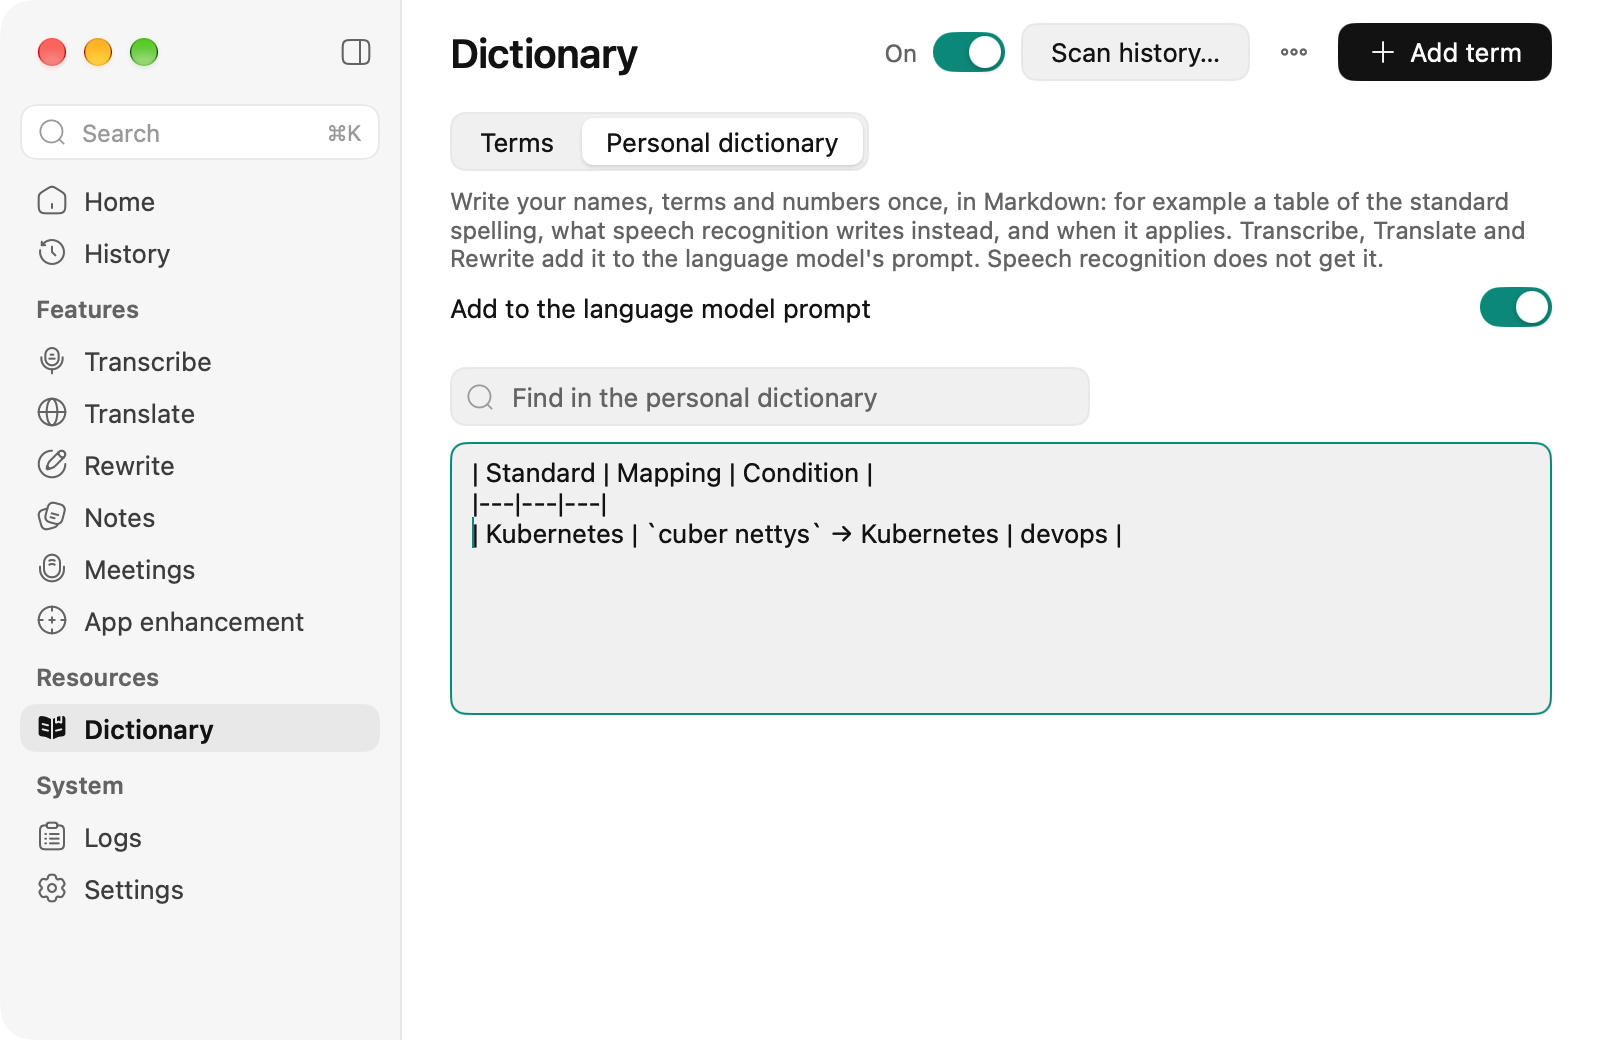 Search ⌘K
Home
History
Features
Transcribe
Translate
Rewrite
Notes
Meetings
App enhancement
Resources
Dictionary
System
Logs
Settings
Dictionary
On
Scan history...
+ Add term
Terms
Personal dictionary
Write your names, terms and numbers once, in Markdown: for example a table of the standard
spelling, what speech recognition writes instead, and when it applies. Transcribe, Translate and
Rewrite add it to the language model's prompt. Speech recognition does not get it.
Add to the language model prompt
Find in the personal dictionary
| Standard | Mapping | Condition |
|---|---|---|
| Kubernetes | `cuber nettys` → Kubernetes | devops |